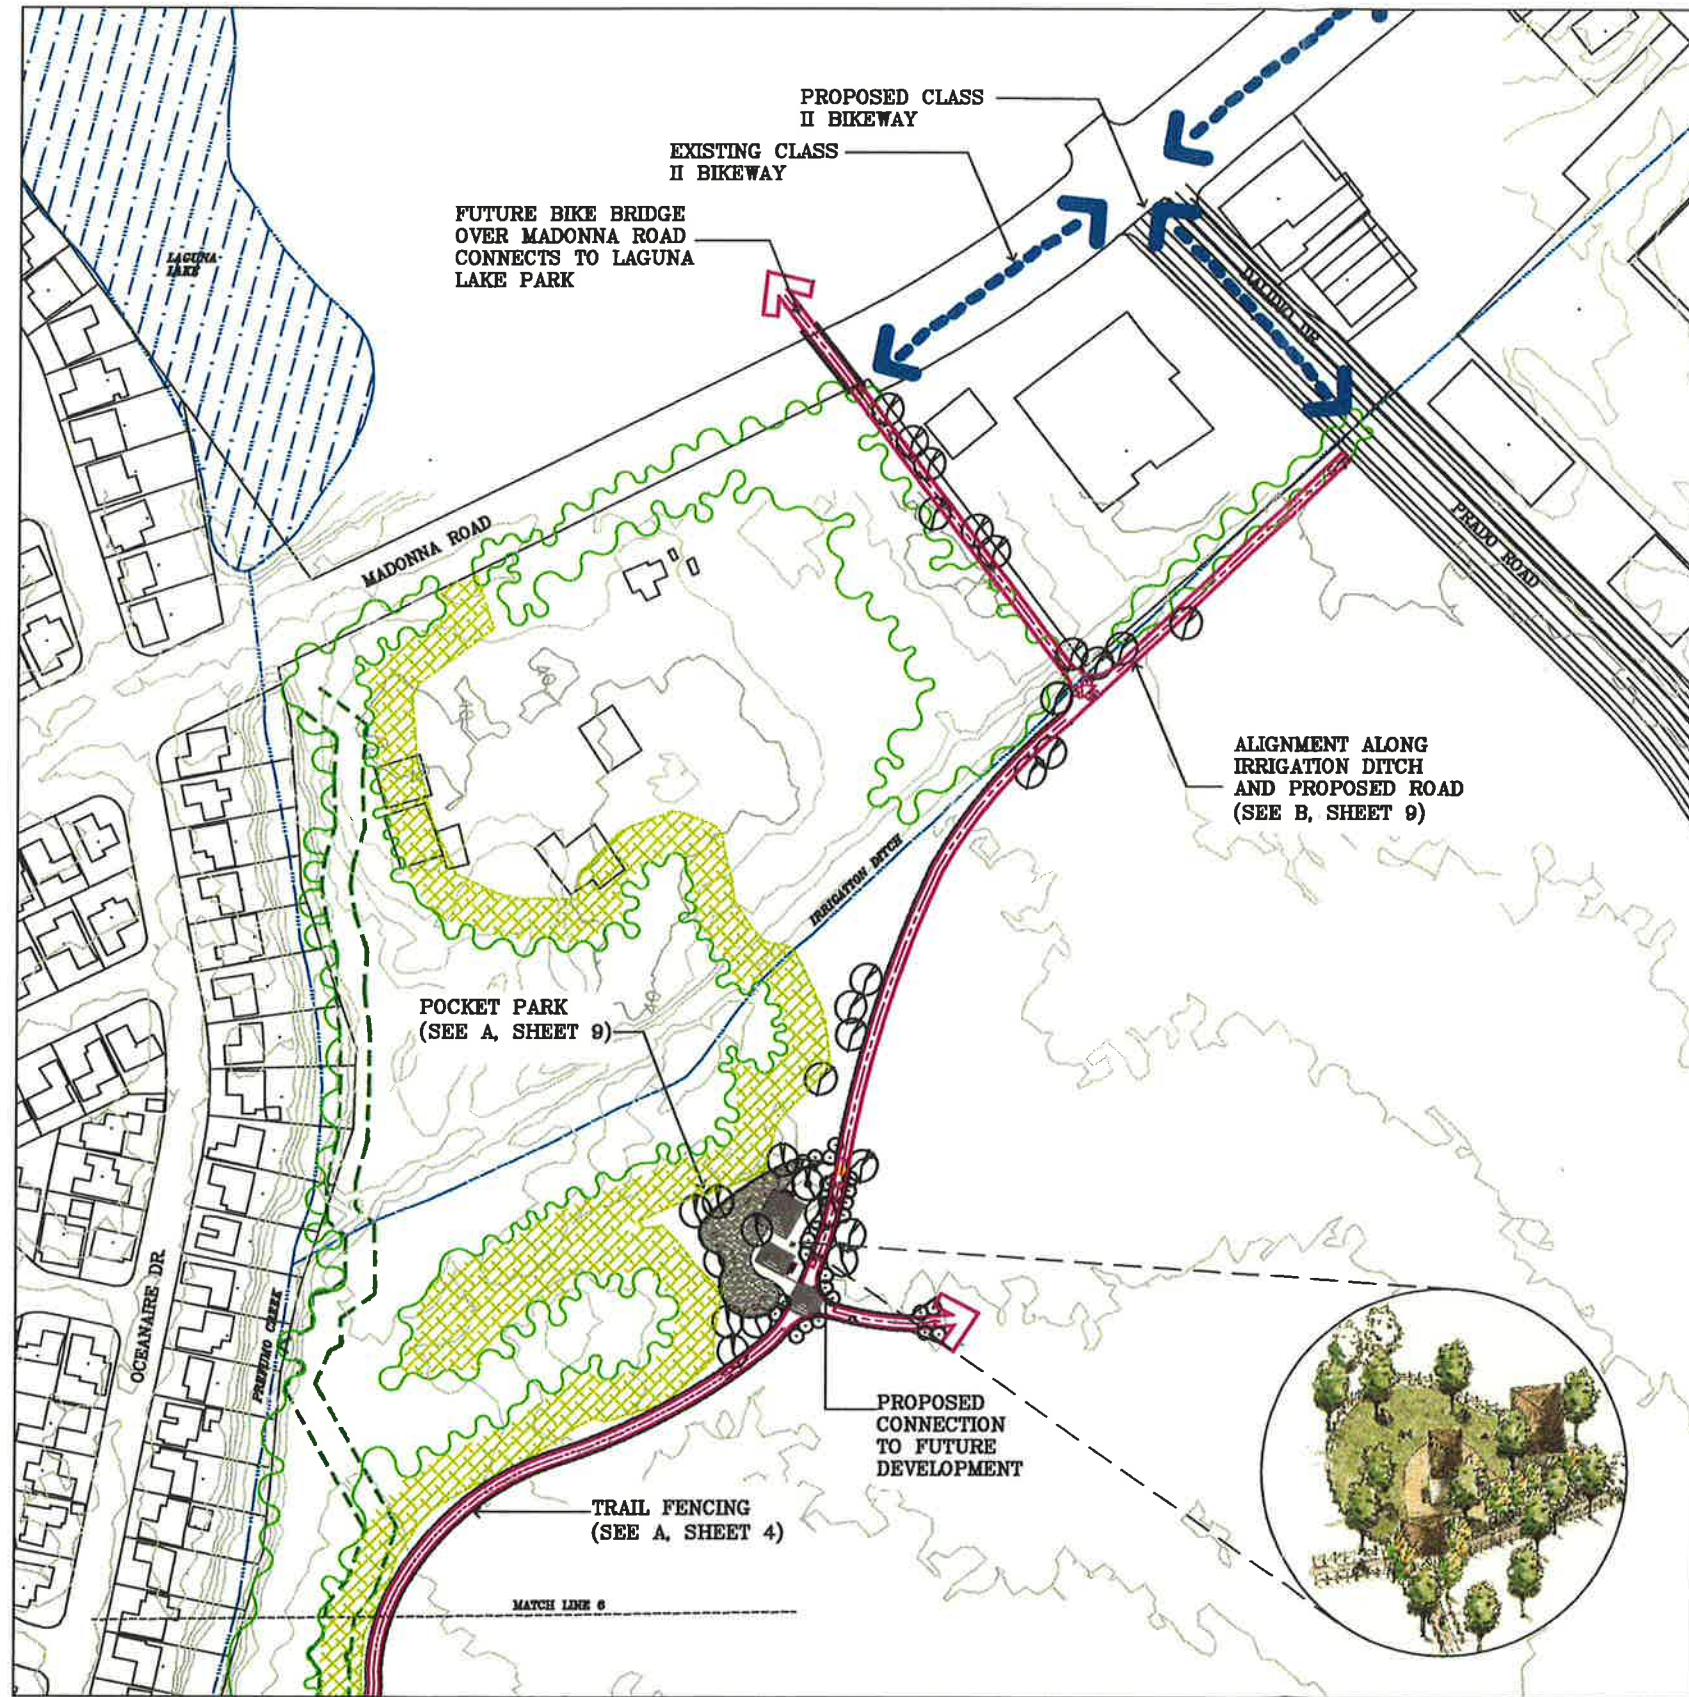 PROPOSED CLASS
II BIKEWAY
EXISTING CLASS
II BIKEWAY
FUTURE BIKE BRIDGE
OVER MADONNA ROAD
CONNECTS TO LAGUNA
LAKE PARK
LAGUNA
LAKE
DALIDIO DR
MADONNA ROAD
PRADO ROAD
ALIGNMENT ALONG
IRRIGATION DITCH
AND PROPOSED ROAD
(SEE B, SHEET 9)
IRRIGATION DITCH
POCKET PARK
(SEE A, SHEET 9)
OCEANAIRE DR
PREFUMO CREEK
PROPOSED
CONNECTION
TO FUTURE
DEVELOPMENT
TRAIL FENCING
(SEE A, SHEET 4)
MATCH LINE 6